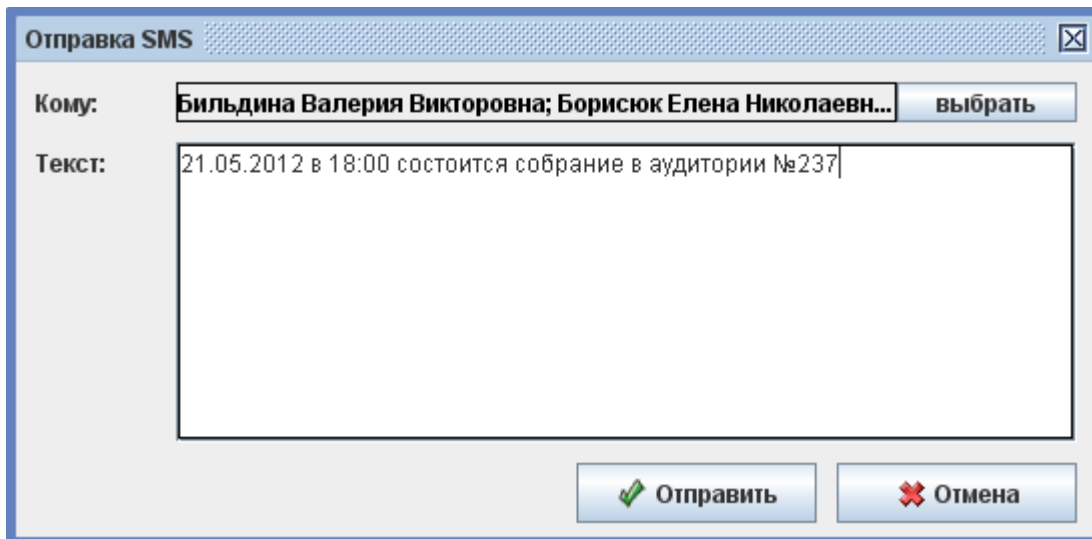 Отправка SMS
Кому: Бильдина Валерия Викторовна; Борисюк Елена Николаевн... выбрать
Текст: 21.05.2012 в 18:00 состоится собрание в аудитории №237
Отправить Отмена